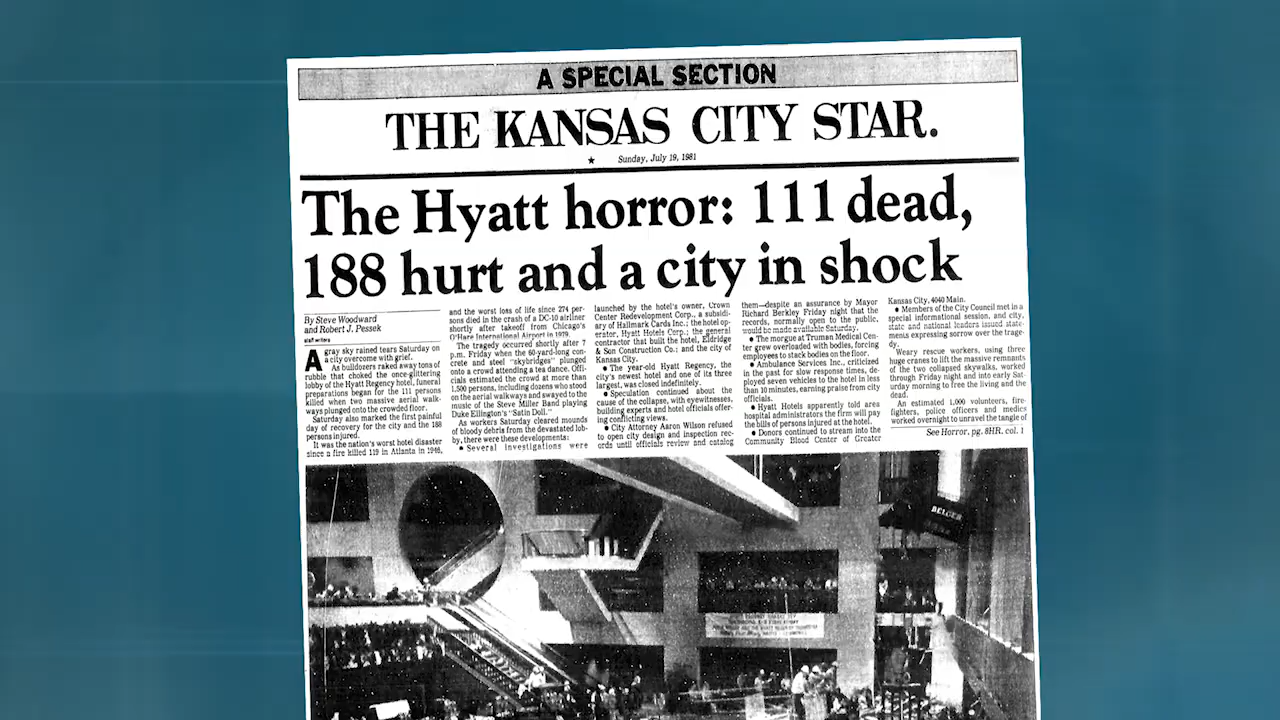 A SPECIAL SECTION
THE KANSAS CITY STAR.
★ Sunday, July 19, 1981
The Hyatt horror: 111 dead,
188 hurt and a city in shock
By Steve Woodward
and Robert J. Pessek
staff writers
A gray sky rained tears Saturday on
a city overcome with grief.
As bulldozers raked away tons of
rubble that choked the once-glittering
lobby of the Hyatt Regency hotel, funeral
preparations began for the 111 persons
killed when two massive aerial walk-
ways plunged onto the crowded floor.
Saturday also marked the first painful
day of recovery for the city and the 188
persons injured.
It was the nation's worst hotel disaster
since a fire killed 119 in Atlanta in 1946,
and the worst loss of life since 274 per-
sons died in the crash of a DC-10 airliner
shortly after takeoff from Chicago's
O'Hare International Airport in 1979.
The tragedy occurred shortly after 7
p.m. Friday when the 60-yard-long con-
crete and steel "skybridges" plunged
onto a crowd attending a tea dance. Offi-
cials estimated the crowd at more than
1,500 persons, including dozens who stood
on the aerial walkways and swayed to the
music of the Steve Miller Band playing
Duke Ellington's "Satin Doll."
As workers Saturday cleared mounds
of bloody debris from the devastated lob-
by, there were these developments:
• Several investigations were
launched by the hotel's owner, Crown
Center Redevelopment Corp., a subsidi-
ary of Hallmark Cards Inc.; the hotel op-
erator, Hyatt Hotels Corp.; the general
contractor that built the hotel, Eldridge
& Son Construction Co.; and the city of
Kansas City.
• The year-old Hyatt Regency, the
city's newest hotel and one of its three
largest, was closed indefinitely.
• Speculation continued about the
cause of the collapse, with eyewitnesses,
building experts and hotel officials offer-
ing conflicting views.
• City Attorney Aaron Wilson refused
to open city design and inspection rec-
ords until officials review and catalog
them—despite an assurance by Mayor
Richard Berkley Friday night that the
records, normally open to the public,
would be made available Saturday.
• The morgue at Truman Medical Cen-
ter grew overloaded with bodies, forcing
employees to stack bodies on the floor.
• Ambulance Services Inc., criticized
in the past for slow response times, de-
ployed seven vehicles to the hotel in less
than 10 minutes, earning praise from city
officials.
• Hyatt Hotels apparently told area
hospital administrators the firm will pay
the bills of persons injured at the hotel.
• Donors continued to stream into the
Community Blood Center of Greater
Kansas City, 4040 Main.
• Members of the City Council met in a
special informational session, and city,
state and national leaders issued state-
ments expressing sorrow over the trage-
dy.
Weary rescue workers, using three
huge cranes to lift the massive remnants
of the two collapsed skywalks, worked
through Friday night and into early Sat-
urday morning to free the living and the
dead.
An estimated 1,000 volunteers, fire-
fighters, police officers and medics
worked overnight to unravel the tangle of
See Horror, pg. 8HR, col. 1
BELGER